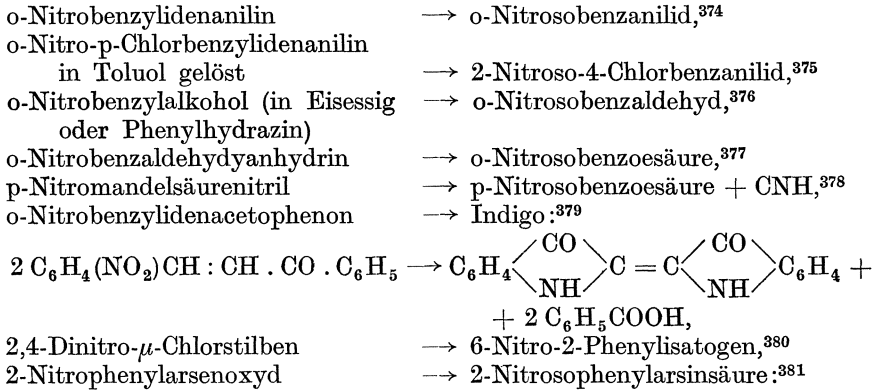 o-Nitrobenzylidenanilin → o-Nitrosobenzanilid,³⁷⁴
o-Nitro-p-Chlorbenzylidenanilin
in Toluol gelöst → 2-Nitroso-4-Chlorbenzanilid,³⁷⁵
o-Nitrobenzylalkohol (in Eisessig → o-Nitrosobenzaldehyd,³⁷⁶
oder Phenylhydrazin)
o-Nitrobenzaldehydyanhydrin → o-Nitrosobenzoesäure,³⁷⁷
p-Nitromandelsäurenitril → p-Nitrosobenzoesäure + CNH,³⁷⁸
o-Nitrobenzylidenacetophenon → Indigo:³⁷⁹
CO CO
2 C₆H₄(NO₂)CH : CH . CO . C₆H₅ → C₆H₄ C = C C₆H₄ +
NH NH
+ 2 C₆H₅COOH,
2,4-Dinitro-μ-Chlorstilben → 6-Nitro-2-Phenylisatogen,³⁸⁰
2-Nitrophenylarsenoxyd → 2-Nitrosophenylarsinsäure:³⁸¹